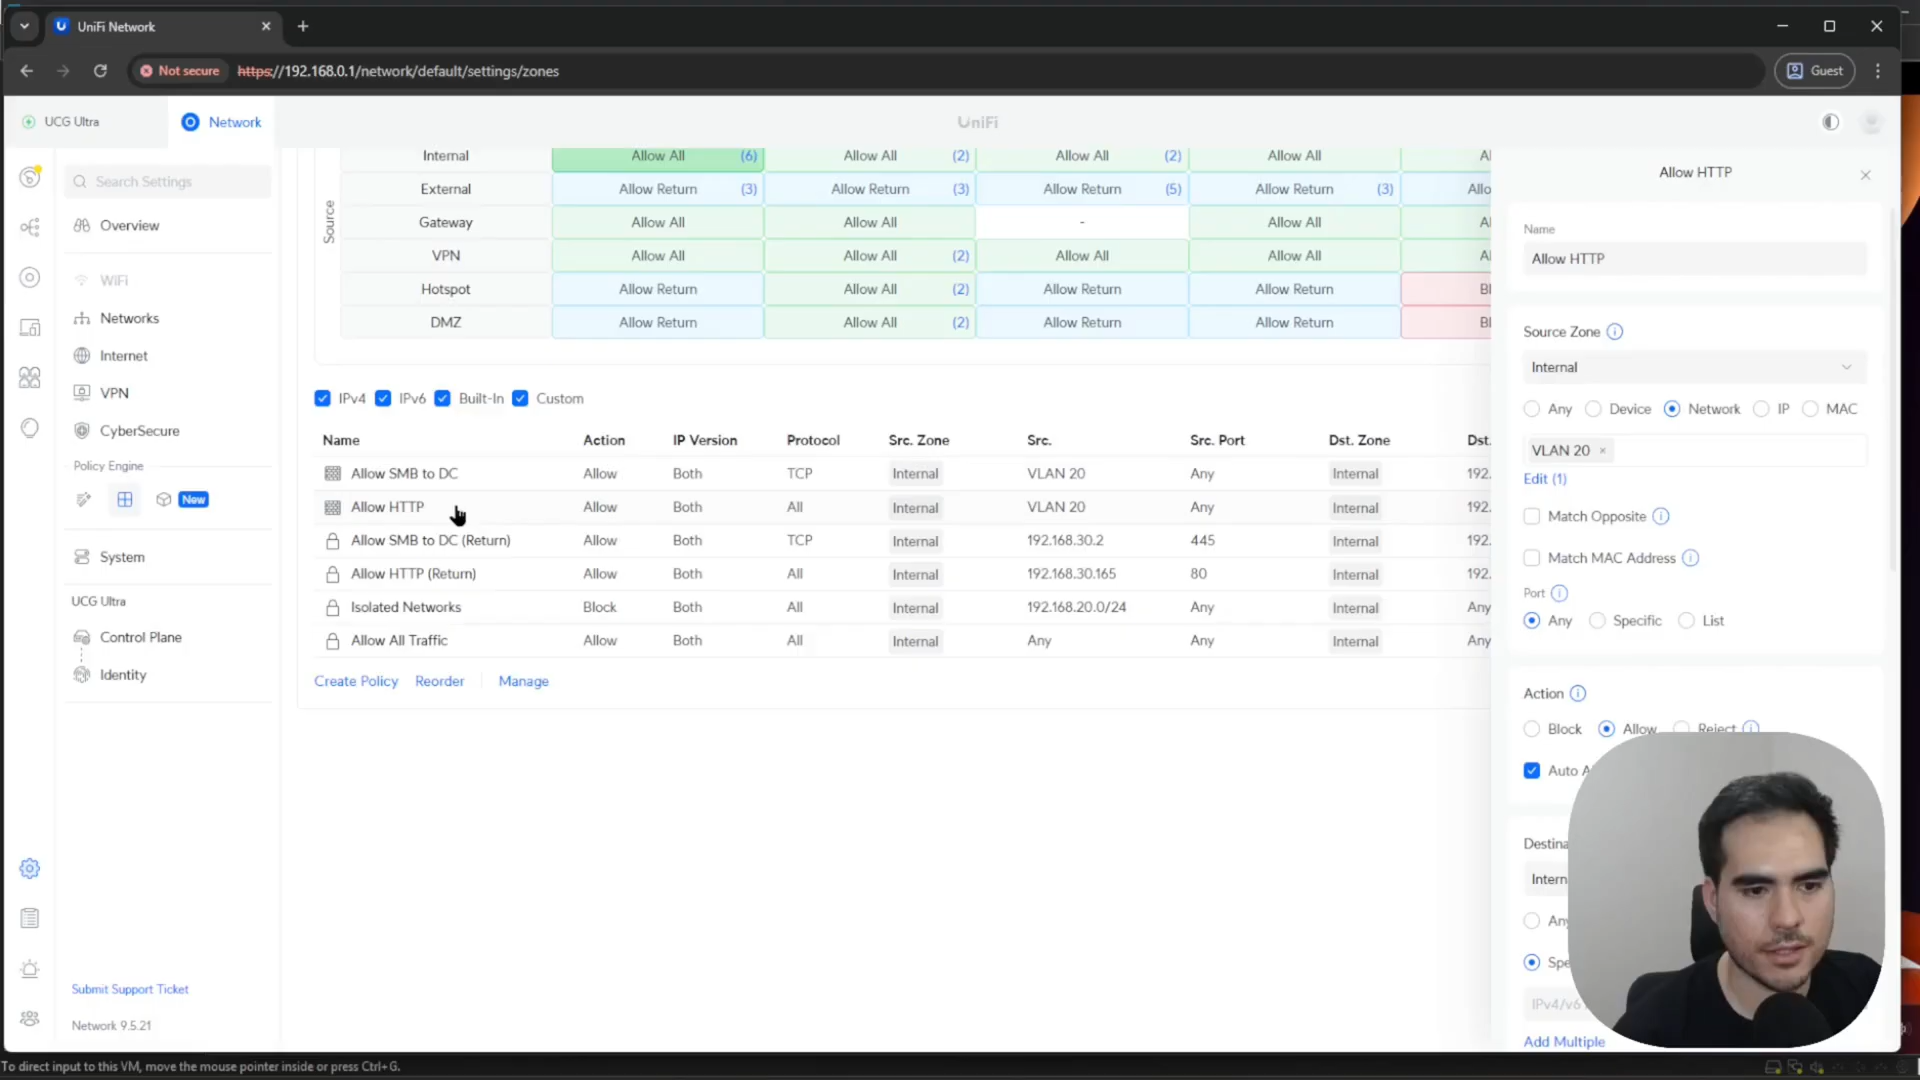 UniFi Network
Not secure https://192.168.0.1/network/default/settings/zones
Guest
UCG Ultra
Network
UniFi
Search Settings
Overview
WiFi
Networks
Internet
VPN
CyberSecure
Policy Engine
New
System
UCG Ultra
Control Plane
Identity
Submit Support Ticket
Network 9.5.21
Source
Internal Allow All (6) Allow All (2) Allow All (2) Allow All
External Allow Return (3) Allow Return (3) Allow Return (5) Allow Return (3)
Gateway Allow All Allow All - Allow All
VPN Allow All Allow All (2) Allow All Allow All
Hotspot Allow Return Allow All (2) Allow Return Allow Return
DMZ Allow Return Allow All (2) Allow Return Allow Return
IPv4 IPv6 Built-In Custom
Name Action IP Version Protocol Src. Zone Src. Src. Port Dst. Zone Dst.
Allow SMB to DC Allow Both TCP Internal VLAN 20 Any Internal 192.
Allow HTTP Allow Both All Internal VLAN 20 Any Internal 192.
Allow SMB to DC (Return) Allow Both TCP Internal 192.168.30.2 445 Internal 192.
Allow HTTP (Return) Allow Both All Internal 192.168.30.165 80 Internal 192.
Isolated Networks Block Both All Internal 192.168.20.0/24 Any Internal Any
Allow All Traffic Allow Both All Internal Any Any Internal Any
Create Policy Reorder Manage
Allow HTTP
Name
Allow HTTP
Source Zone
Internal
Any Device Network IP MAC
VLAN 20 ×
Edit (1)
Match Opposite
Match MAC Address
Port
Any Specific List
Action
Block Allow Reject
Auto
IPv4/v6
Add Multiple
To direct input to this VM, move the mouse pointer inside or press Ctrl+G.